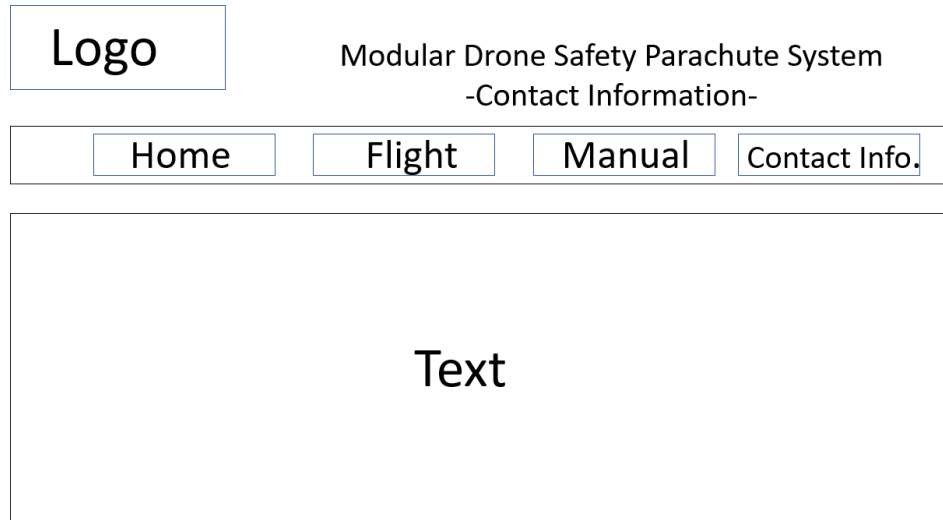 Logo
Modular Drone Safety Parachute System
-Contact Information-
Home Flight Manual Contact Info.
Text